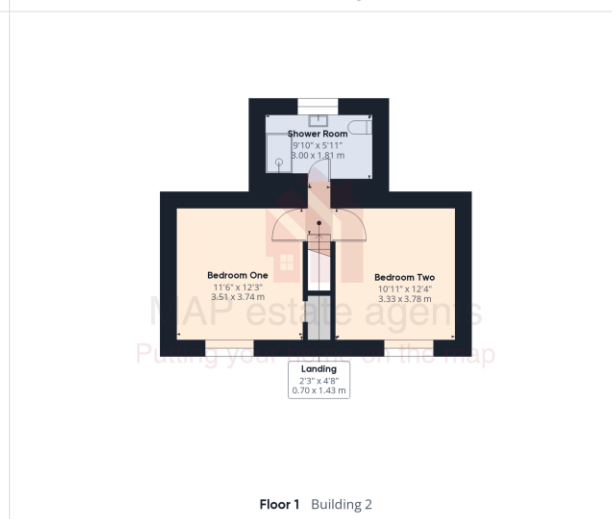 Shower Room
9'10" x 5'11"
3.00 x 1.81 m
Bedroom One
11'6" x 12'3"
3.51 x 3.74 m
Bedroom Two
10'11" x 12'4"
3.33 x 3.78 m
MAP estate agents
Putting your home on the map
Landing
2'3" x 4'8"
0.70 x 1.43 m
Floor 1 Building 2